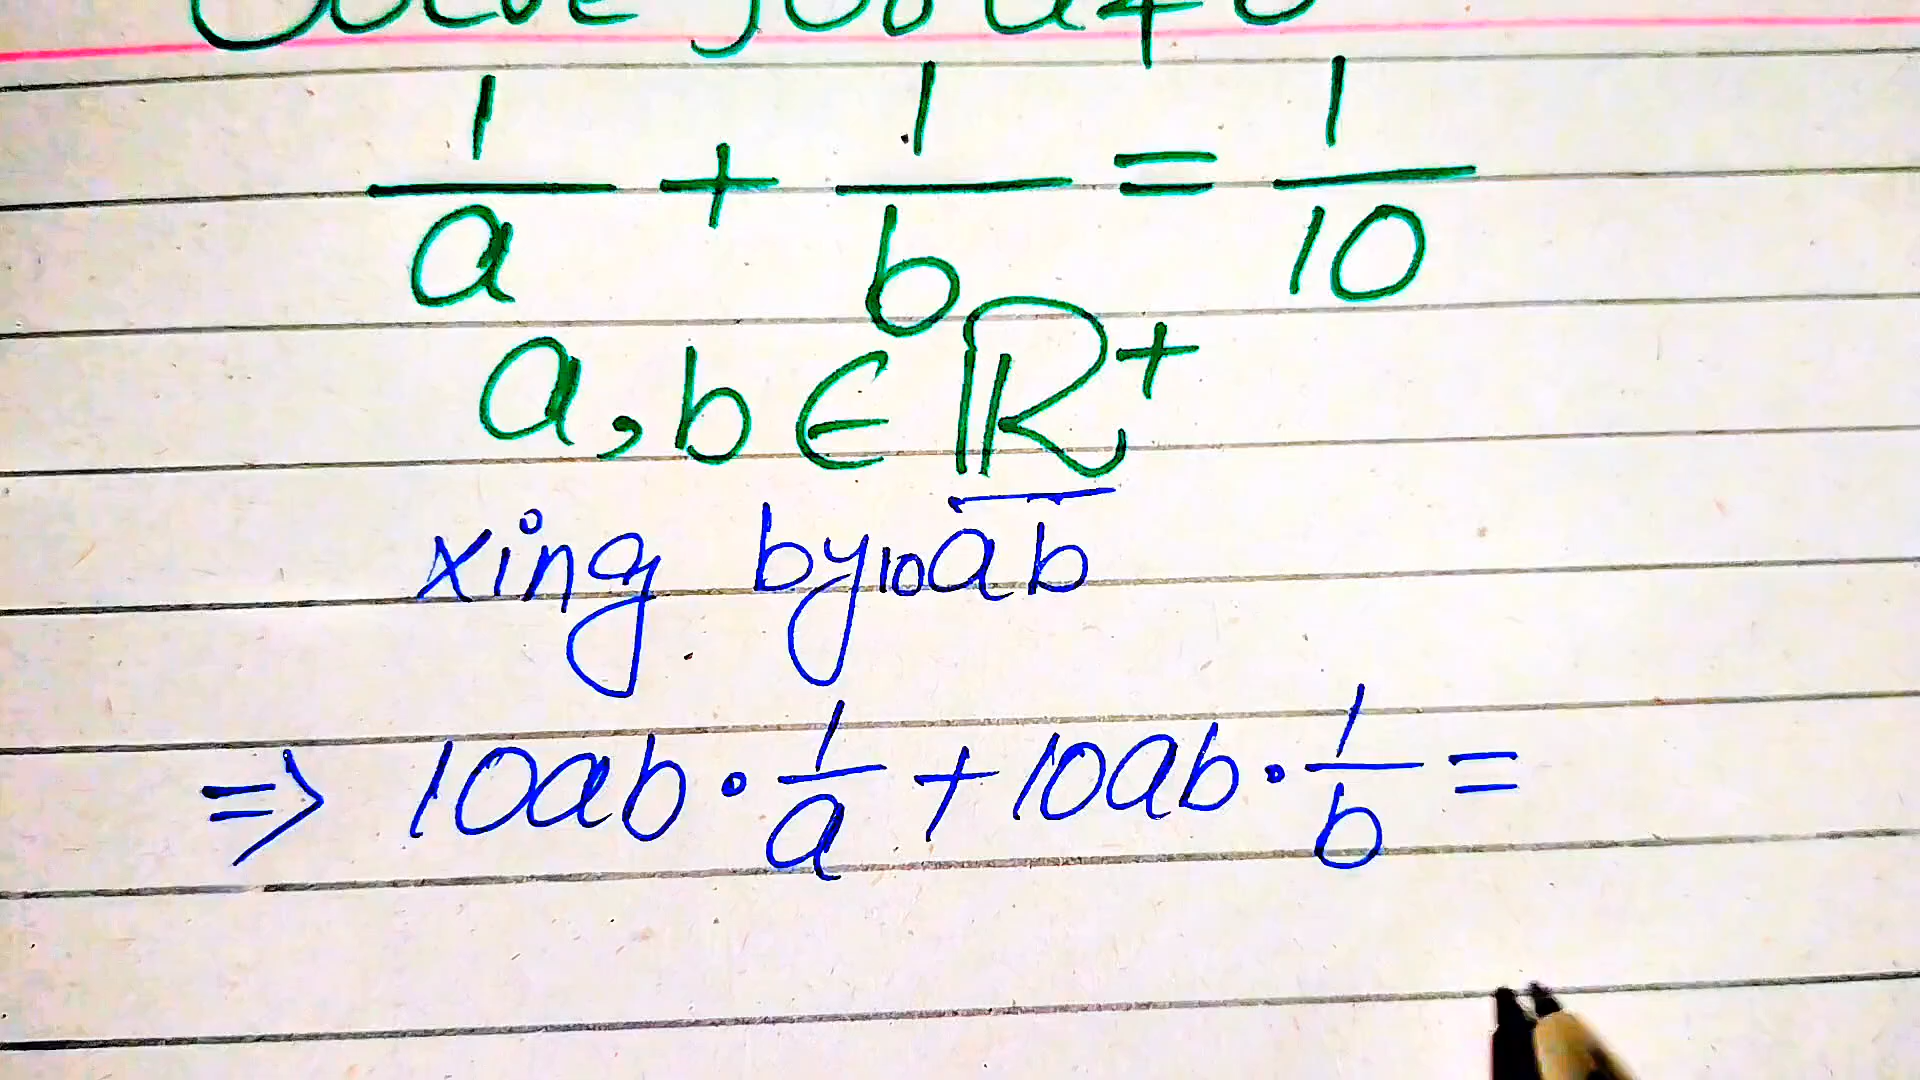 1/a + 1/b = 1/10
a, b ∈ ℝ⁺
xing by 10ab
⇒ 10ab · 1/a + 10ab · 1/b =